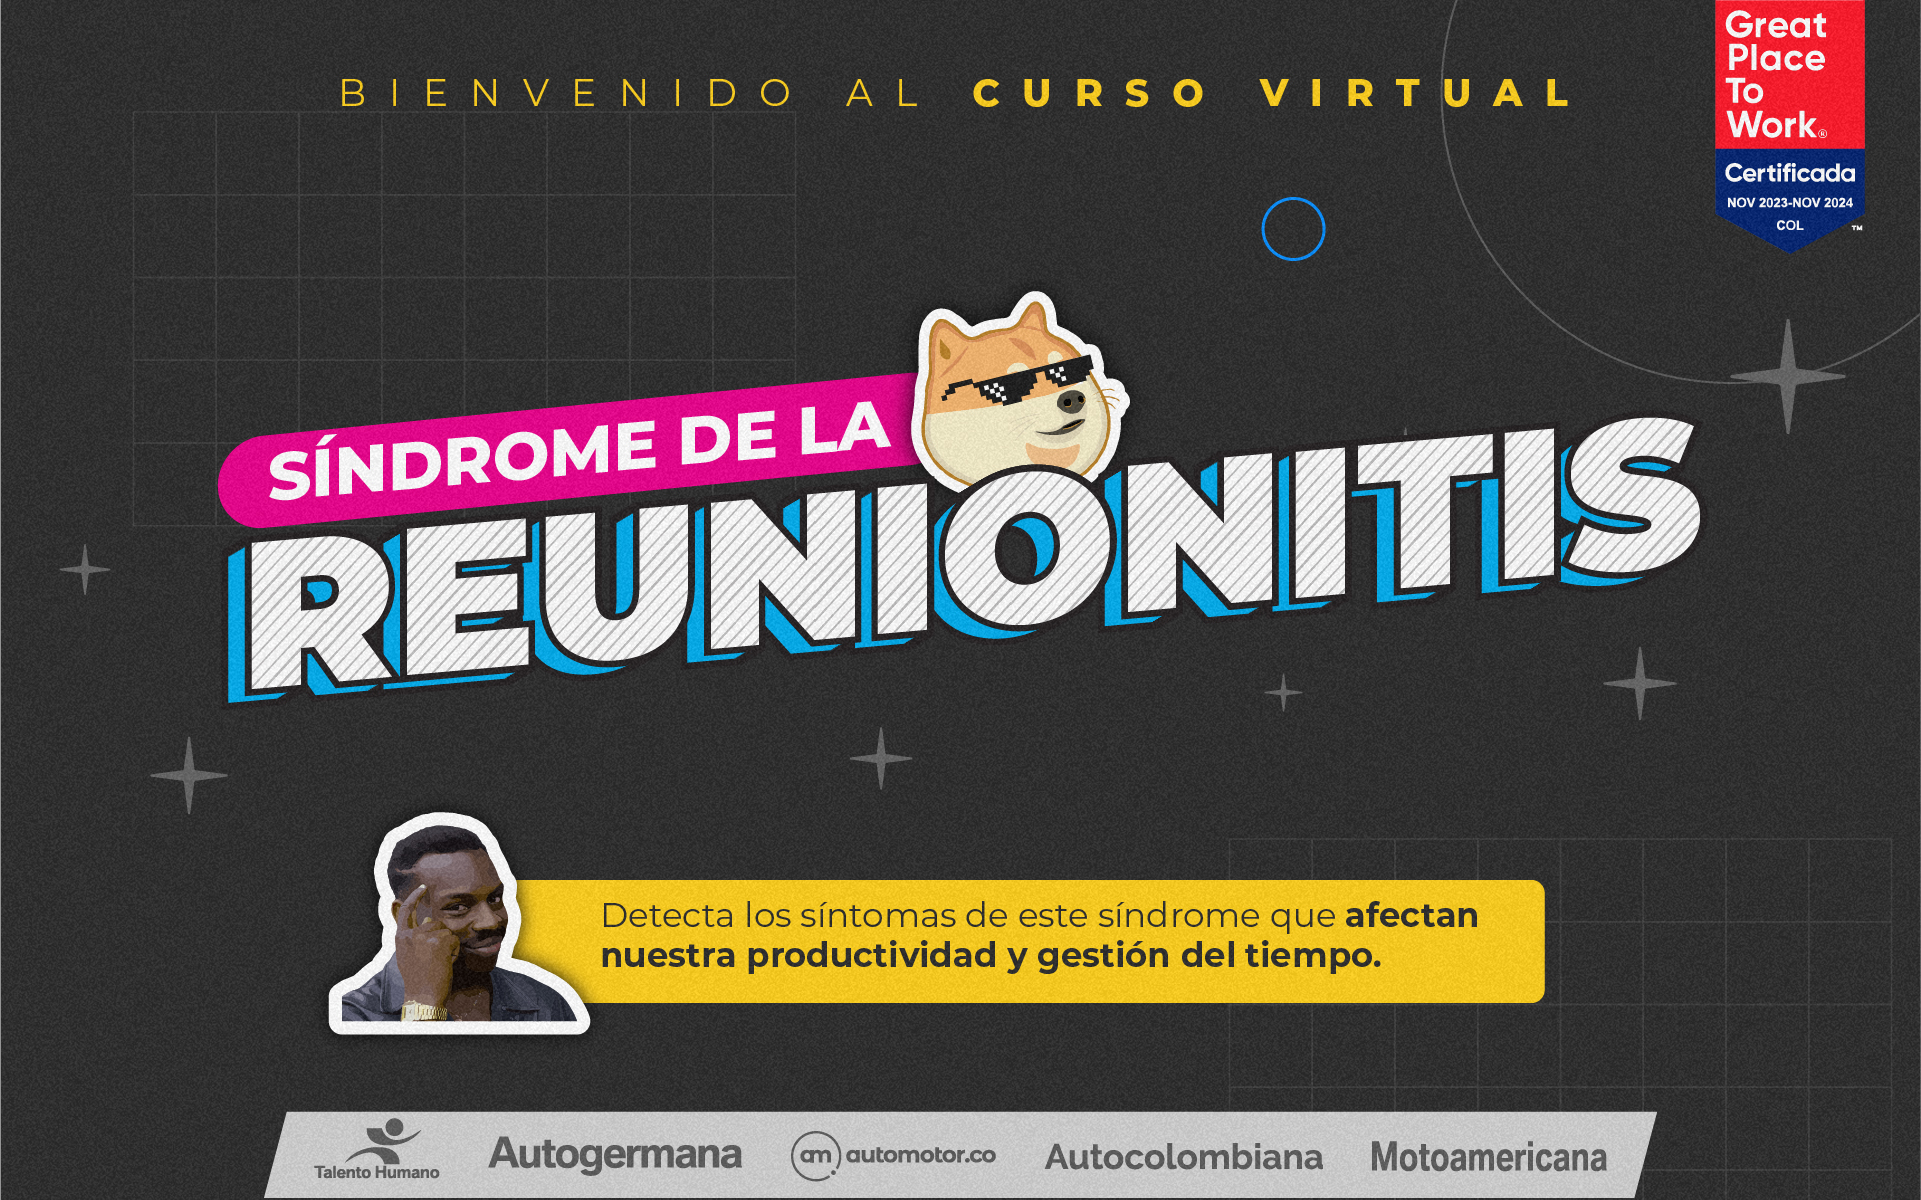 BIENVENIDO AL CURSO VIRTUAL
Great
Place
To
Work®
Certificada
NOV 2023-NOV 2024
COL
™
SÍNDROME DE LA
REUNIONITIS
Detecta los síntomas de este síndrome que afectan
nuestra productividad y gestión del tiempo.
Talento Humano
Autogermana
am automotor.co
Autocolombiana
Motoamericana